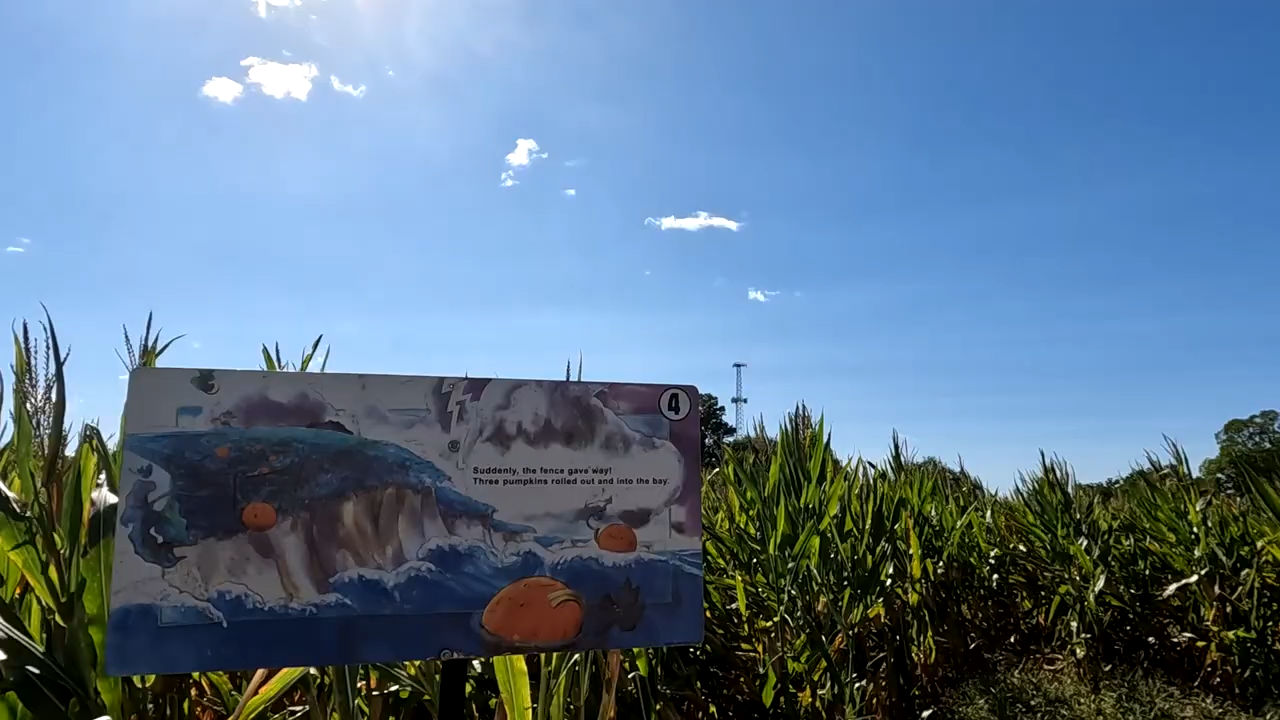 4
Suddenly, the fence gave way!
Three pumpkins rolled out and into the bay.